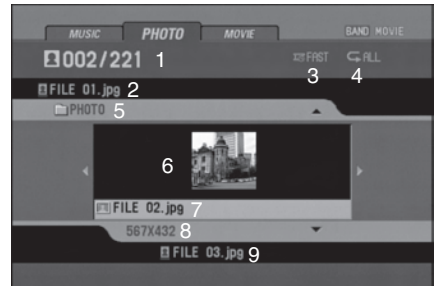 MUSIC PHOTO MOVIE BAND MOVIE
002/221 1
FAST ALL
3 4
FILE 01.jpg 2
PHOTO 5
6
FILE 02.jpg 7
567X432 8
FILE 03.jpg 9